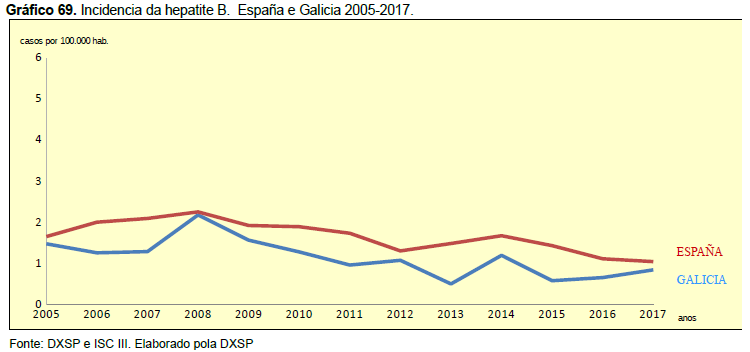 Gráfico 69. Incidencia da hepatite B. España e Galicia 2005-2017.
casos por 100.000 hab.
6
5
4
3
2
1
0
ESPAÑA
GALICIA
2005 2006 2007 2008 2009 2010 2011 2012 2013 2014 2015 2016 2017 anos
Fonte: DXSP e ISC III. Elaborado pola DXSP